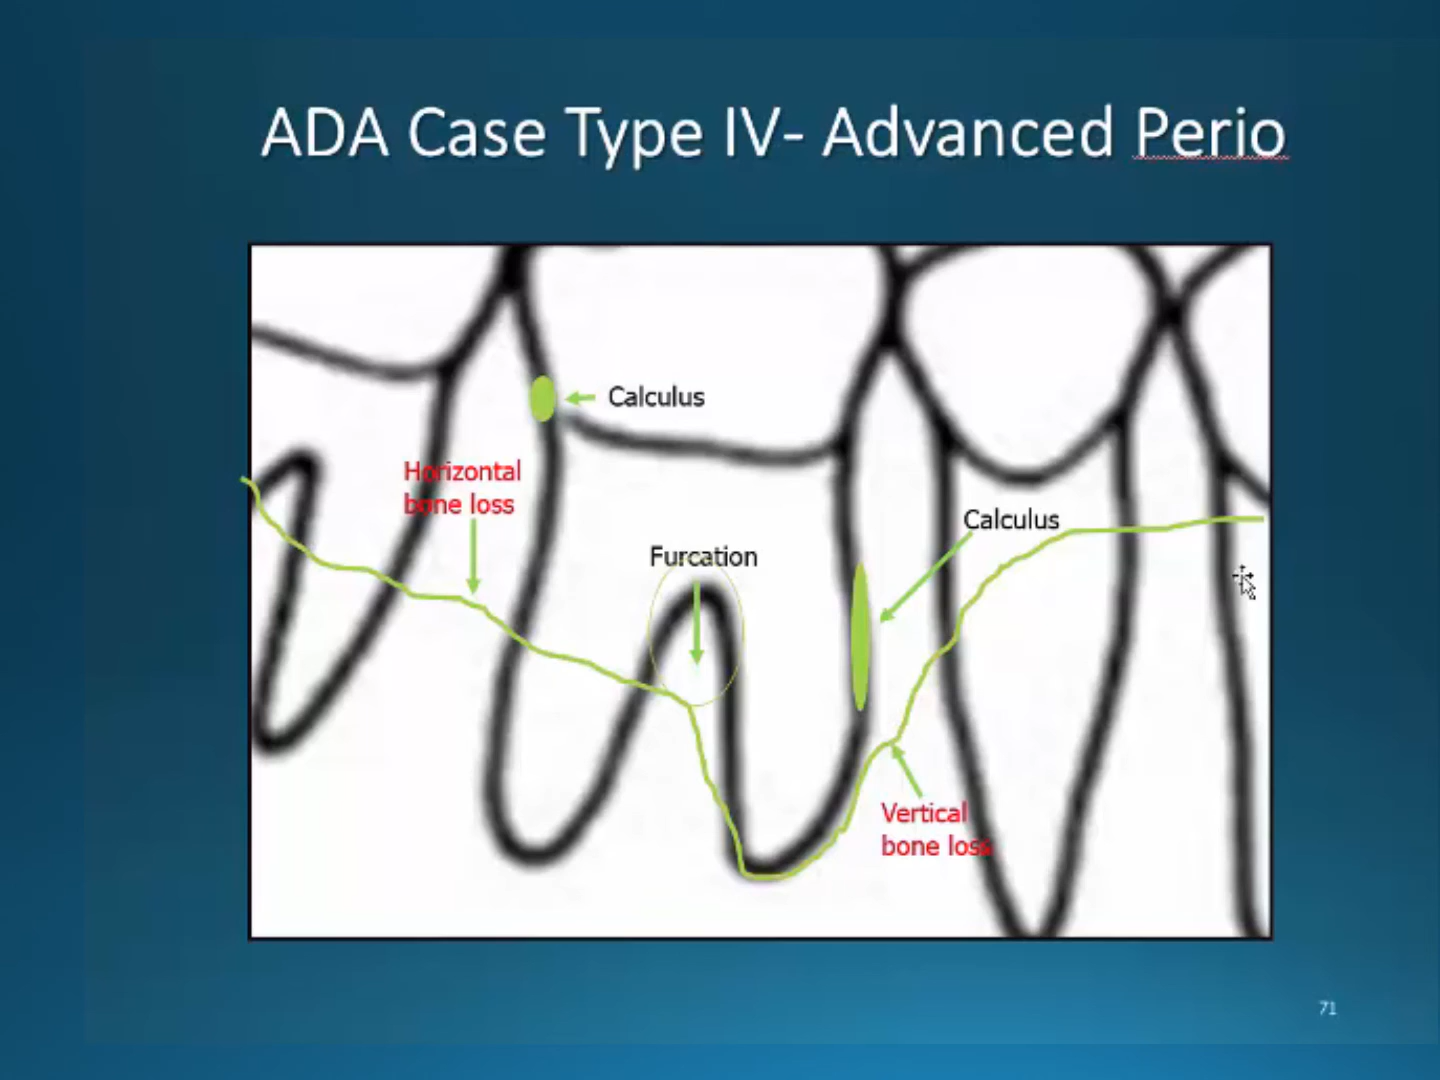 ADA Case Type IV- Advanced Perio
Calculus
Horizontal
bone loss
Calculus
Furcation
Vertical
bone loss
71